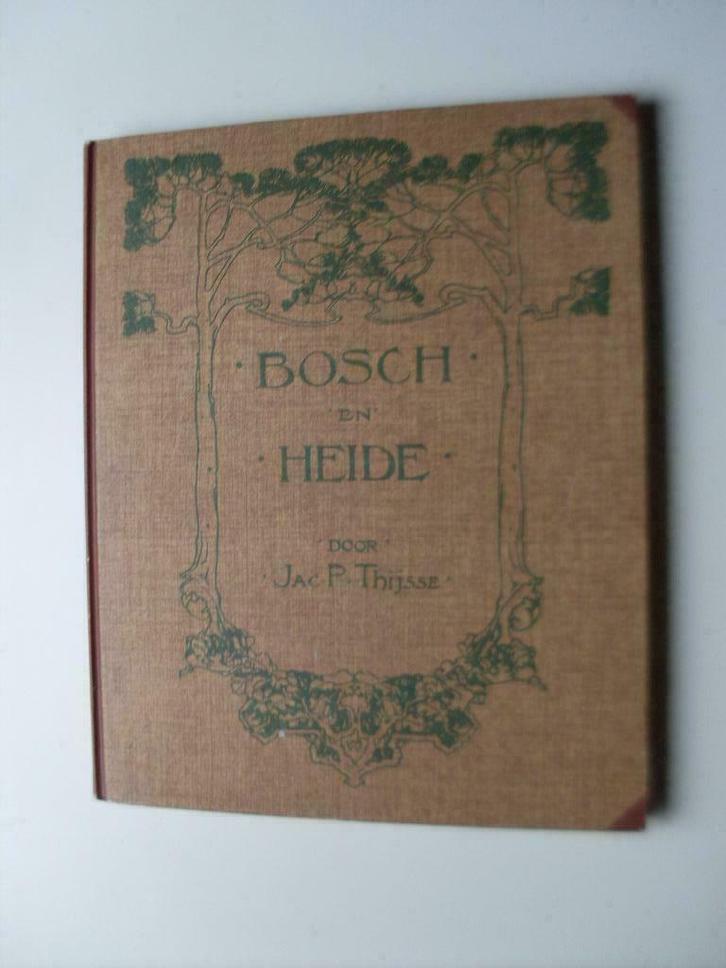 · BOSCH ·
· EN ·
· HEIDE ·
· DOOR ·
· JAC. P. THIJSSE ·